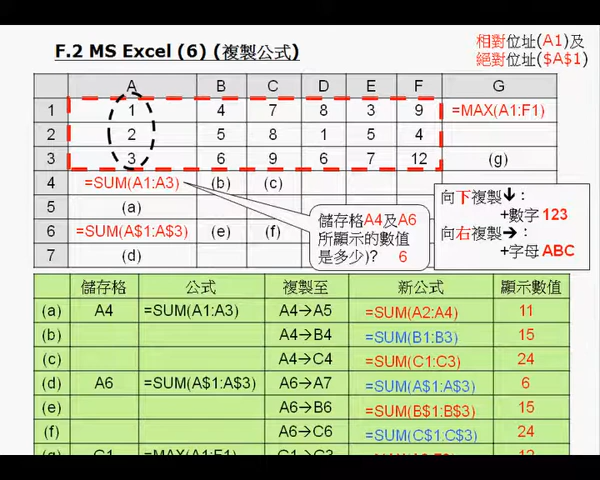 F.2 MS Excel (6) (複製公式)
相對位址(A1)及
絕對位址($A$1)
A B C D E F G
1 1 4 7 8 3 9 =MAX(A1:F1)
2 2 5 8 1 5 4
3 3 6 9 6 7 12 (g)
4 =SUM(A1:A3) (b) (c)
5 (a)
6 =SUM(A$1:A$3) (e) (f)
7 (d)
儲存格A4及A6
所顯示的數值
是多少)? 6
向下複製🡻:
+數字 123
向右複製🡺:
+字母 ABC
儲存格 公式 複製至 新公式 顯示數值
(a) A4 =SUM(A1:A3) A4→A5 =SUM(A2:A4) 11
(b) A4→B4 =SUM(B1:B3) 15
(c) A4→C4 =SUM(C1:C3) 24
(d) A6 =SUM(A$1:A$3) A6→A7 =SUM(A$1:A$3) 6
(e) A6→B6 =SUM(B$1:B$3) 15
(f) A6→C6 =SUM(C$1:C$3) 24